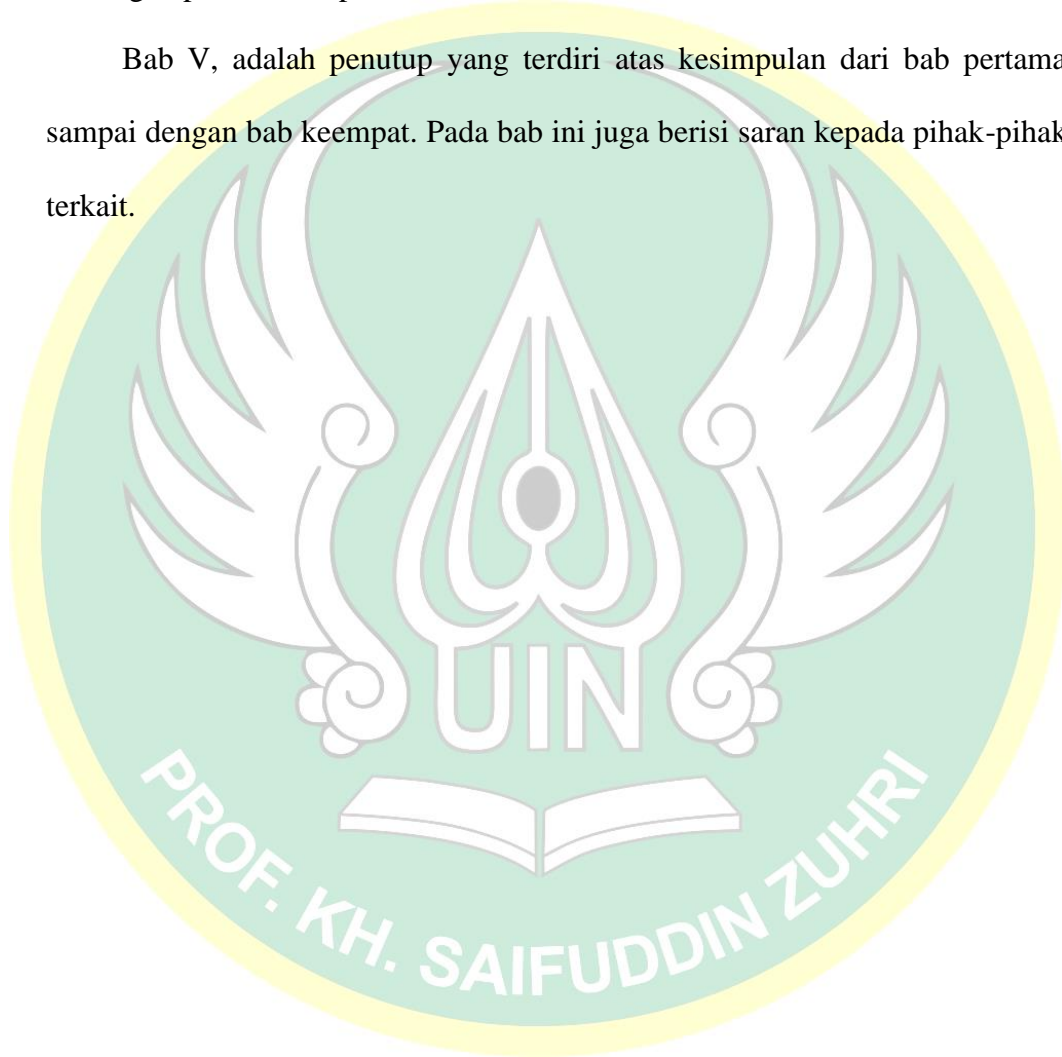 Bab V, adalah penutup yang terdiri atas kesimpulan dari bab pertama
sampai dengan bab keempat. Pada bab ini juga berisi saran kepada pihak-pihak
terkait.
UIN
PROF. KH. SAIFUDDIN ZUHRI